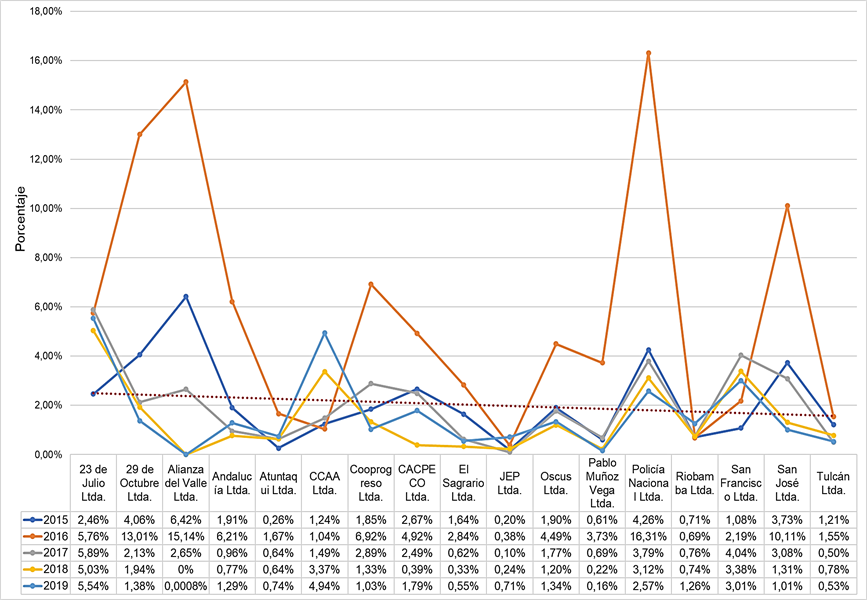 18,00%
16,00%
14,00%
12,00%
10,00%
8,00%
6,00%
4,00%
2,00%
0,00%
Porcentaje
23 de Julio Ltda.
29 de Octubre Ltda.
Alianza del Valle Ltda.
Andalucía Ltda.
Atuntaqui Ltda.
CCAA Ltda.
Cooprogreso Ltda.
CACPECO Ltda.
El Sagrario Ltda.
JEP Ltda.
Oscus Ltda.
Pablo Muñoz Vega Ltda.
Policía Nacional Ltda.
Riobamba Ltda.
San Francisco Ltda.
San José Ltda.
Tulcán Ltda.
2015 2,46% 4,06% 6,42% 1,91% 0,26% 1,24% 1,85% 2,67% 1,64% 0,20% 1,90% 0,61% 4,26% 0,71% 1,08% 3,73% 1,21%
2016 5,76% 13,01% 15,14% 6,21% 1,67% 1,04% 6,92% 4,92% 2,84% 0,38% 4,49% 3,73% 16,31% 0,69% 2,19% 10,11% 1,55%
2017 5,89% 2,13% 2,65% 0,96% 0,64% 1,49% 2,89% 2,49% 0,62% 0,10% 1,77% 0,69% 3,79% 0,76% 4,04% 3,08% 0,50%
2018 5,03% 1,94% 0% 0,77% 0,64% 3,37% 1,33% 0,39% 0,33% 0,24% 1,20% 0,22% 3,12% 0,74% 3,38% 1,31% 0,78%
2019 5,54% 1,38% 0,0008% 1,29% 0,74% 4,94% 1,03% 1,79% 0,55% 0,71% 1,34% 0,16% 2,57% 1,26% 3,01% 1,01% 0,53%